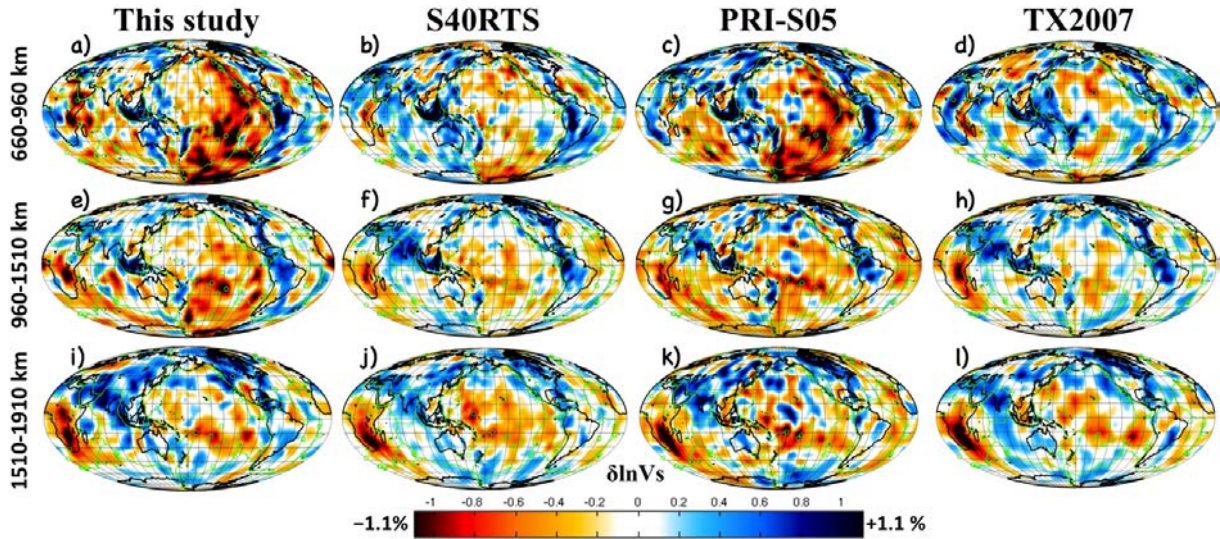 This study S40RTS PRI-S05 TX2007
660-960 km
a) b) c) d)
960-1510 km
e) f) g) h)
1510-1910 km
i) j) k) l)
δlnVs
-1 -0.8 -0.6 -0.4 -0.2 0 0.2 0.4 0.6 0.8 1
−1.1% +1.1 %